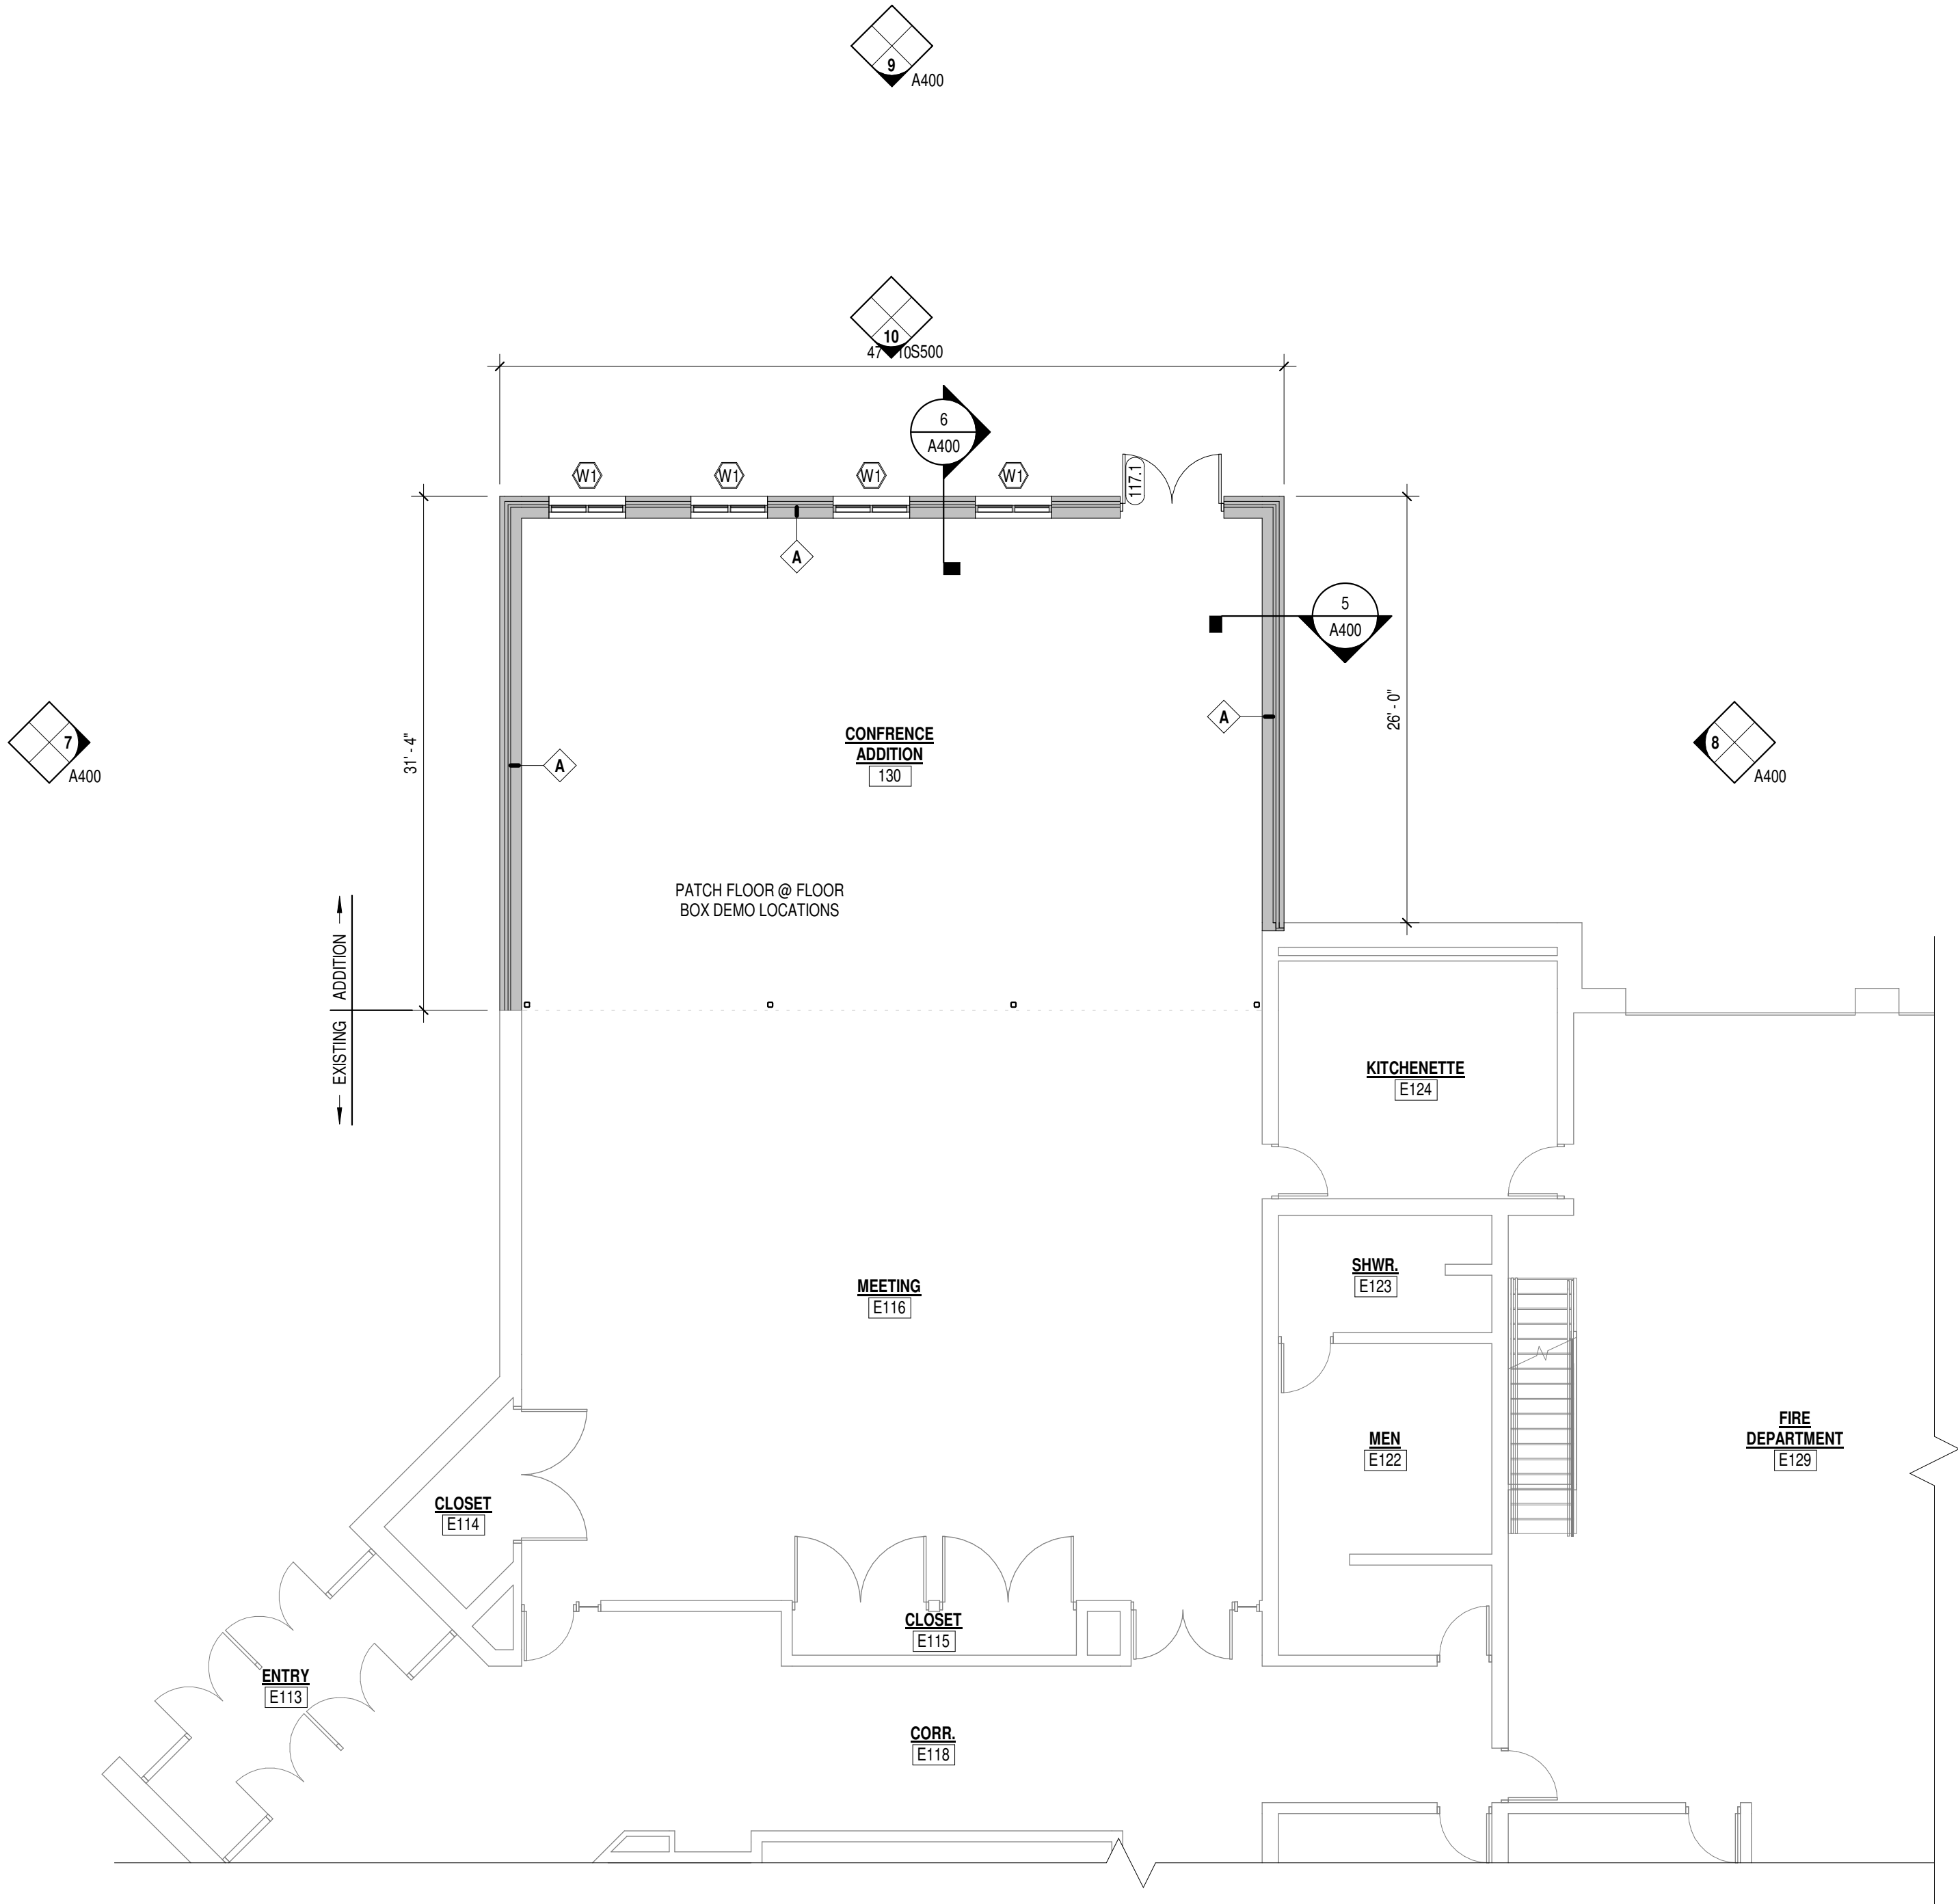 9
A400
10
S500
6
A400
W1
W1
W1
W1
117.1
A
5
A400
31' - 4"
26' - 0"
CONFRENCE
ADDITION
130
A
A
7
A400
8
A400
PATCH FLOOR @ FLOOR
BOX DEMO LOCATIONS
ADDITION
EXISTING
KITCHENETTE
E124
SHWR.
E123
MEETING
E116
MEN
E122
FIRE
DEPARTMENT
E129
CLOSET
E114
CLOSET
E115
ENTRY
E113
CORR.
E118